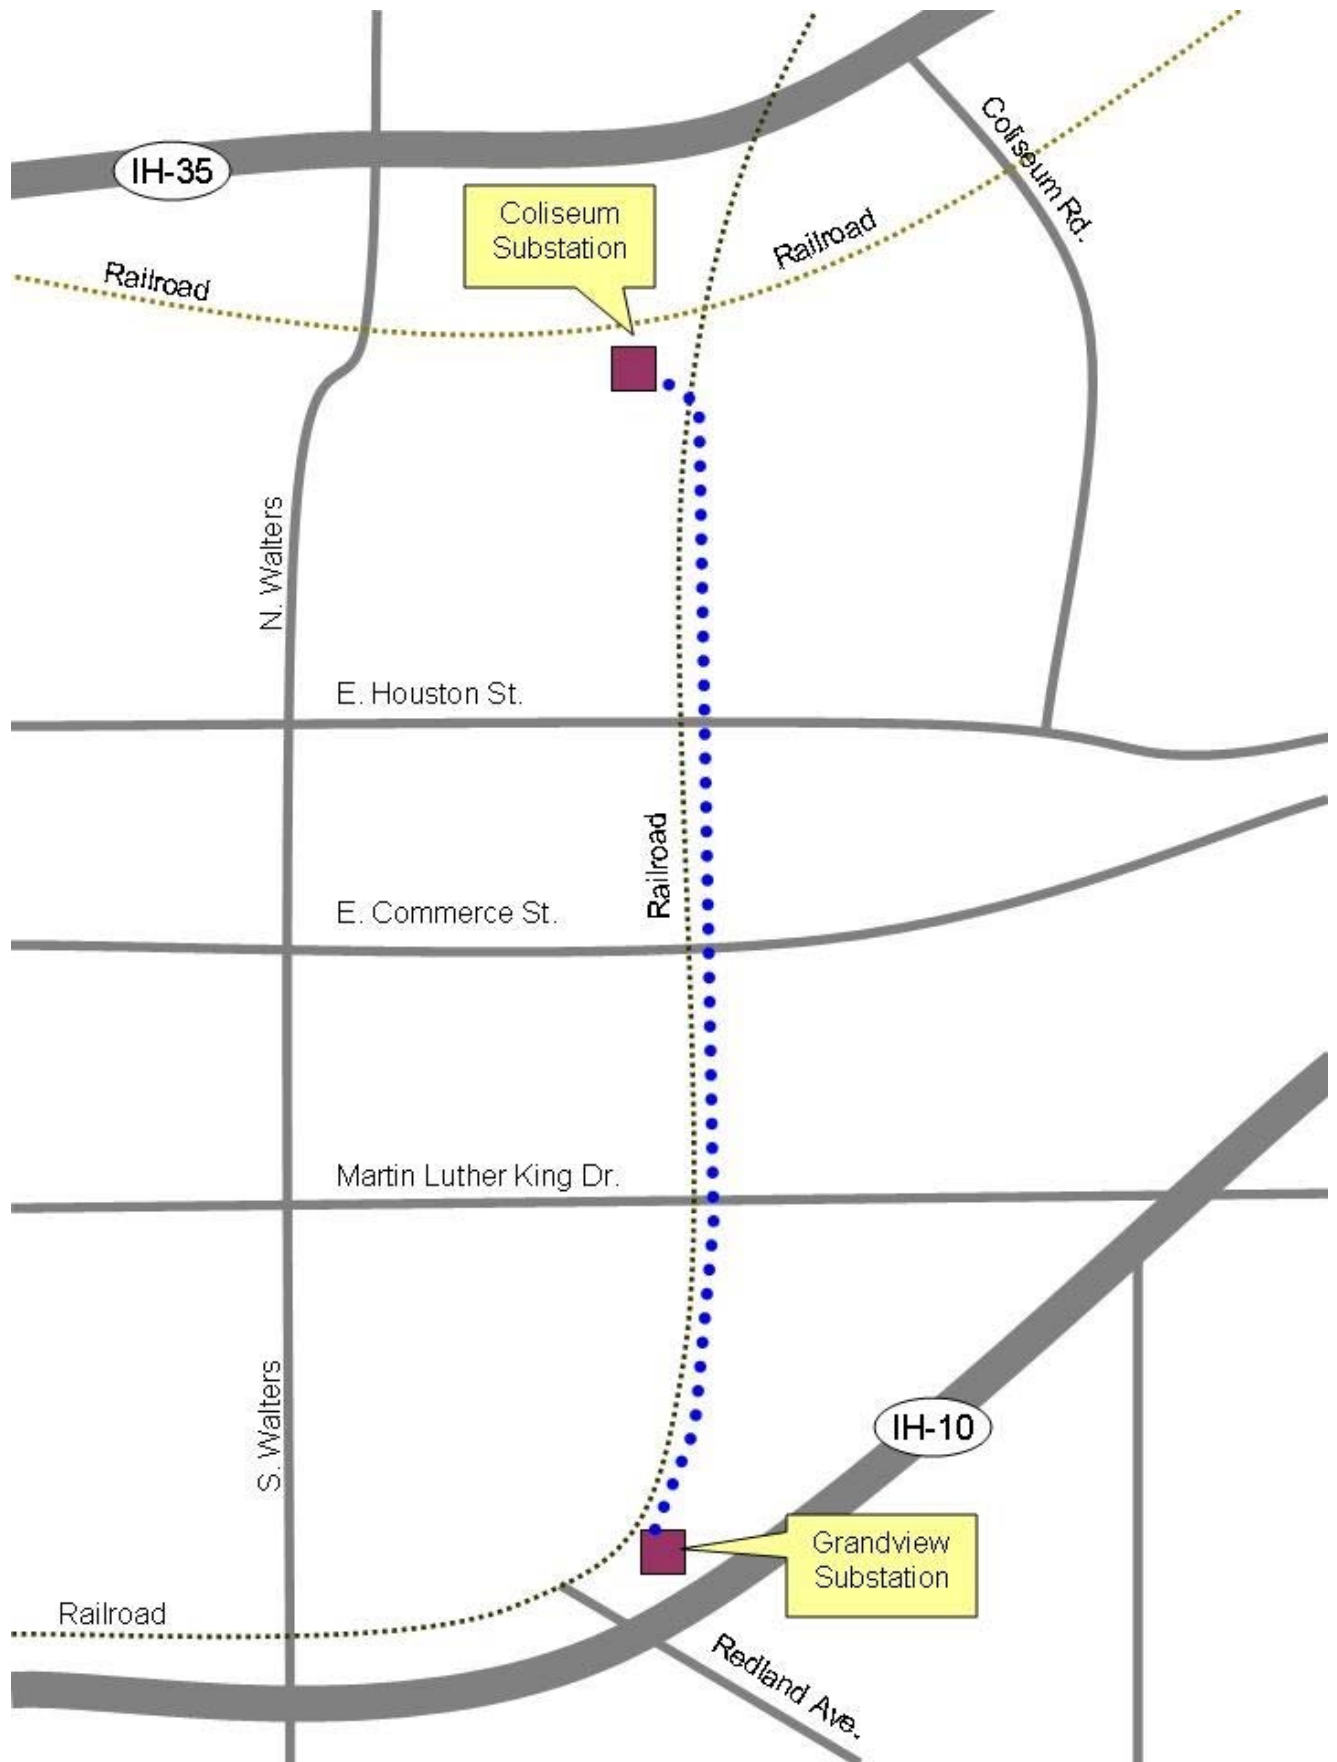 Coliseum Rd.
IH-35
Coliseum
Substation
Railroad
Railroad
N. Walters
E. Houston St.
Railroad
E. Commerce St.
Martin Luther King Dr.
S. Walters
IH-10
Grandview
Substation
Railroad
Redland Ave.